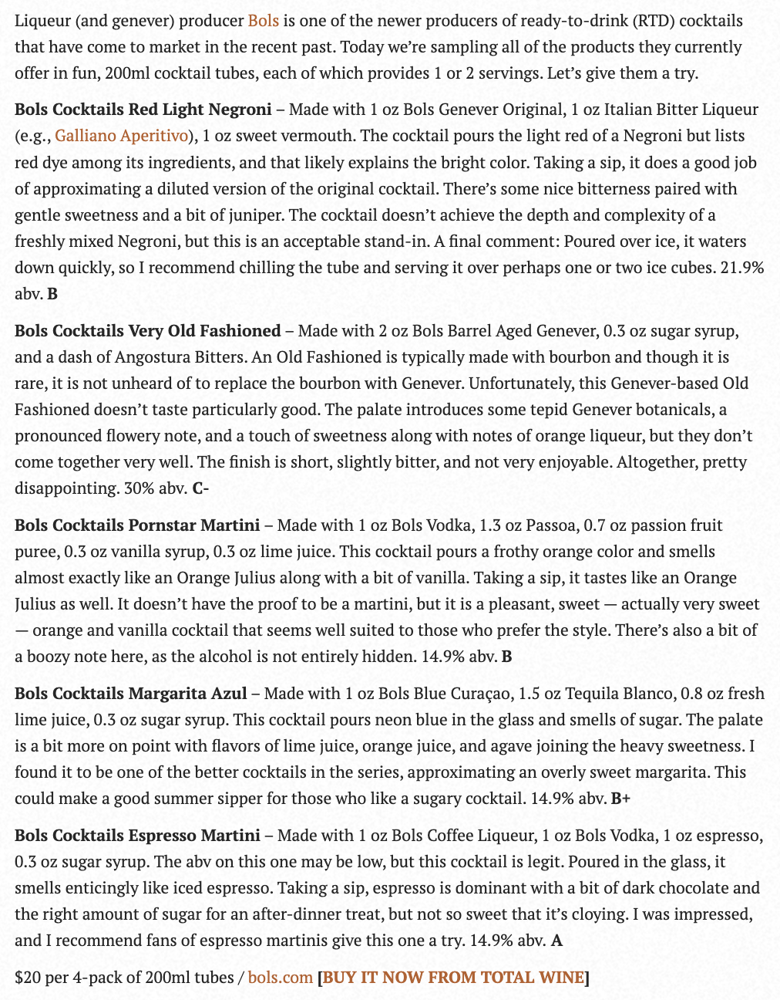 Liqueur (and genever) producer Bols is one of the newer producers of ready-to-drink (RTD) cocktails
that have come to market in the recent past. Today we’re sampling all of the products they currently
offer in fun, 200ml cocktail tubes, each of which provides 1 or 2 servings. Let’s give them a try.
Bols Cocktails Red Light Negroni – Made with 1 oz Bols Genever Original, 1 oz Italian Bitter Liqueur
(e.g., Galliano Aperitivo), 1 oz sweet vermouth. The cocktail pours the light red of a Negroni but lists
red dye among its ingredients, and that likely explains the bright color. Taking a sip, it does a good job
of approximating a diluted version of the original cocktail. There’s some nice bitterness paired with
gentle sweetness and a bit of juniper. The cocktail doesn’t achieve the depth and complexity of a
freshly mixed Negroni, but this is an acceptable stand-in. A final comment: Poured over ice, it waters
down quickly, so I recommend chilling the tube and serving it over perhaps one or two ice cubes. 21.9%
abv. B
Bols Cocktails Very Old Fashioned – Made with 2 oz Bols Barrel Aged Genever, 0.3 oz sugar syrup,
and a dash of Angostura Bitters. An Old Fashioned is typically made with bourbon and though it is
rare, it is not unheard of to replace the bourbon with Genever. Unfortunately, this Genever-based Old
Fashioned doesn’t taste particularly good. The palate introduces some tepid Genever botanicals, a
pronounced flowery note, and a touch of sweetness along with notes of orange liqueur, but they don’t
come together very well. The finish is short, slightly bitter, and not very enjoyable. Altogether, pretty
disappointing. 30% abv. C-
Bols Cocktails Pornstar Martini – Made with 1 oz Bols Vodka, 1.3 oz Passoa, 0.7 oz passion fruit
puree, 0.3 oz vanilla syrup, 0.3 oz lime juice. This cocktail pours a frothy orange color and smells
almost exactly like an Orange Julius along with a bit of vanilla. Taking a sip, it tastes like an Orange
Julius as well. It doesn’t have the proof to be a martini, but it is a pleasant, sweet — actually very sweet
— orange and vanilla cocktail that seems well suited to those who prefer the style. There’s also a bit of
a boozy note here, as the alcohol is not entirely hidden. 14.9% abv. B
Bols Cocktails Margarita Azul – Made with 1 oz Bols Blue Curaçao, 1.5 oz Tequila Blanco, 0.8 oz fresh
lime juice, 0.3 oz sugar syrup. This cocktail pours neon blue in the glass and smells of sugar. The palate
is a bit more on point with flavors of lime juice, orange juice, and agave joining the heavy sweetness. I
found it to be one of the better cocktails in the series, approximating an overly sweet margarita. This
could make a good summer sipper for those who like a sugary cocktail. 14.9% abv. B+
Bols Cocktails Espresso Martini – Made with 1 oz Bols Coffee Liqueur, 1 oz Bols Vodka, 1 oz espresso,
0.3 oz sugar syrup. The abv on this one may be low, but this cocktail is legit. Poured in the glass, it
smells enticingly like iced espresso. Taking a sip, espresso is dominant with a bit of dark chocolate and
the right amount of sugar for an after-dinner treat, but not so sweet that it’s cloying. I was impressed,
and I recommend fans of espresso martinis give this one a try. 14.9% abv. A
$20 per 4-pack of 200ml tubes / bols.com [BUY IT NOW FROM TOTAL WINE]